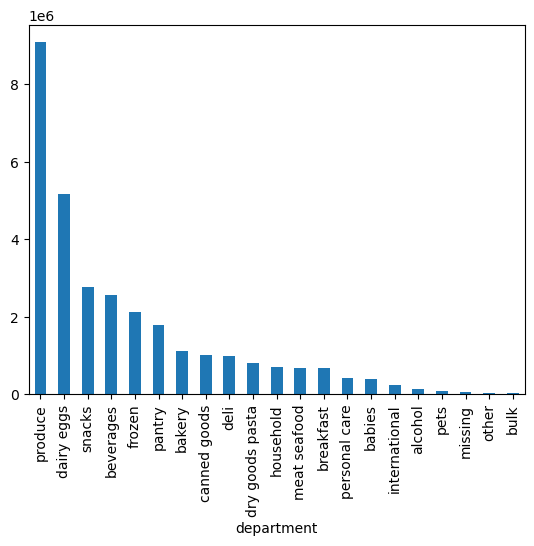 1e6
8
6
4
2
0
produce
dairy eggs
snacks
beverages
frozen
pantry
bakery
canned goods
deli
dry goods pasta
household
meat seafood
breakfast
personal care
babies
international
alcohol
pets
missing
other
bulk
department